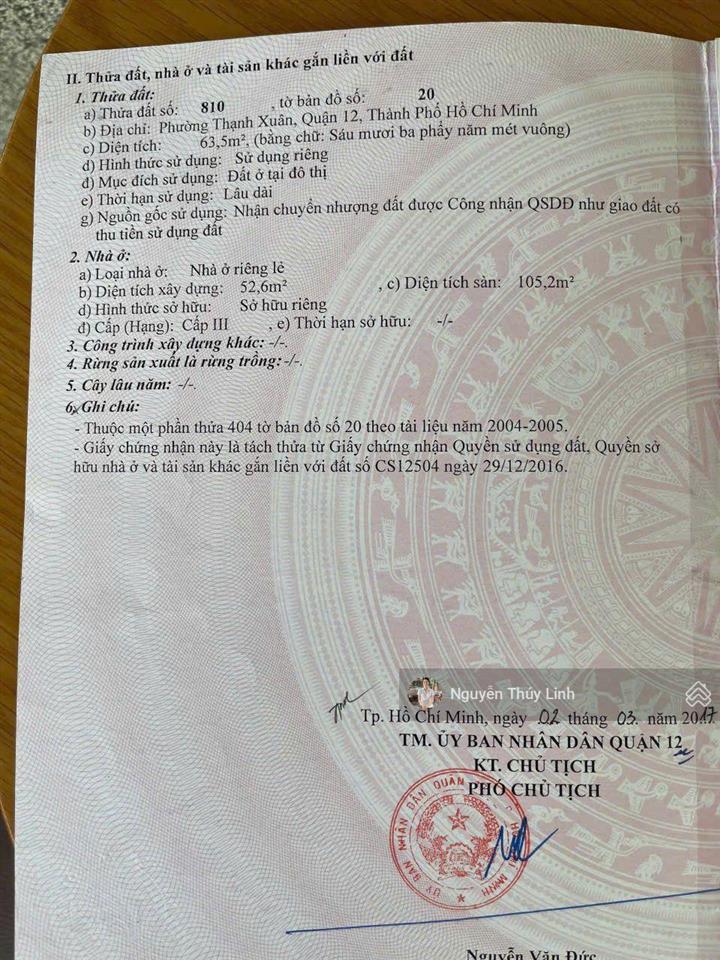 II. Thửa đất, nhà ở và tài sản khác gắn liền với đất
1. Thửa đất:
a) Thửa đất số: 810 , tờ bản đồ số: 20
b) Địa chỉ: Phường Thạnh Xuân, Quận 12, Thành Phố Hồ Chí Minh
c) Diện tích: 63,5m², (bằng chữ: Sáu mươi ba phẩy năm mét vuông)
d) Hình thức sử dụng: Sử dụng riêng
đ) Mục đích sử dụng: Đất ở tại đô thị
e) Thời hạn sử dụng: Lâu dài
g) Nguồn gốc sử dụng: Nhận chuyển nhượng đất được Công nhận QSDĐ như giao đất có
thu tiền sử dụng đất
2. Nhà ở:
a) Loại nhà ở: Nhà ở riêng lẻ
b) Diện tích xây dựng: 52,6m² , c) Diện tích sàn: 105,2m²
d) Hình thức sở hữu: Sở hữu riêng
đ) Cấp (Hạng): Cấp III , e) Thời hạn sở hữu: -/-
3. Công trình xây dựng khác: -/-.
4. Rừng sản xuất là rừng trồng: -/-.
5. Cây lâu năm: -/-.
6. Ghi chú:
- Thuộc một phần thửa 404 tờ bản đồ số 20 theo tài liệu năm 2004-2005.
- Giấy chứng nhận này là tách thửa từ Giấy chứng nhận Quyền sử dụng đất, Quyền sở
hữu nhà ở và tài sản khác gắn liền với đất số CS12504 ngày 29/12/2016.
Nguyễn Thúy Linh
Tp. Hồ Chí Minh, ngày 02 tháng 03 năm 2017
TM. ỦY BAN NHÂN DÂN QUẬN 12
KT. CHỦ TỊCH
PHÓ CHỦ TỊCH
ỦY BAN NHÂN DÂN QUẬN
Nguyễn Văn Đức